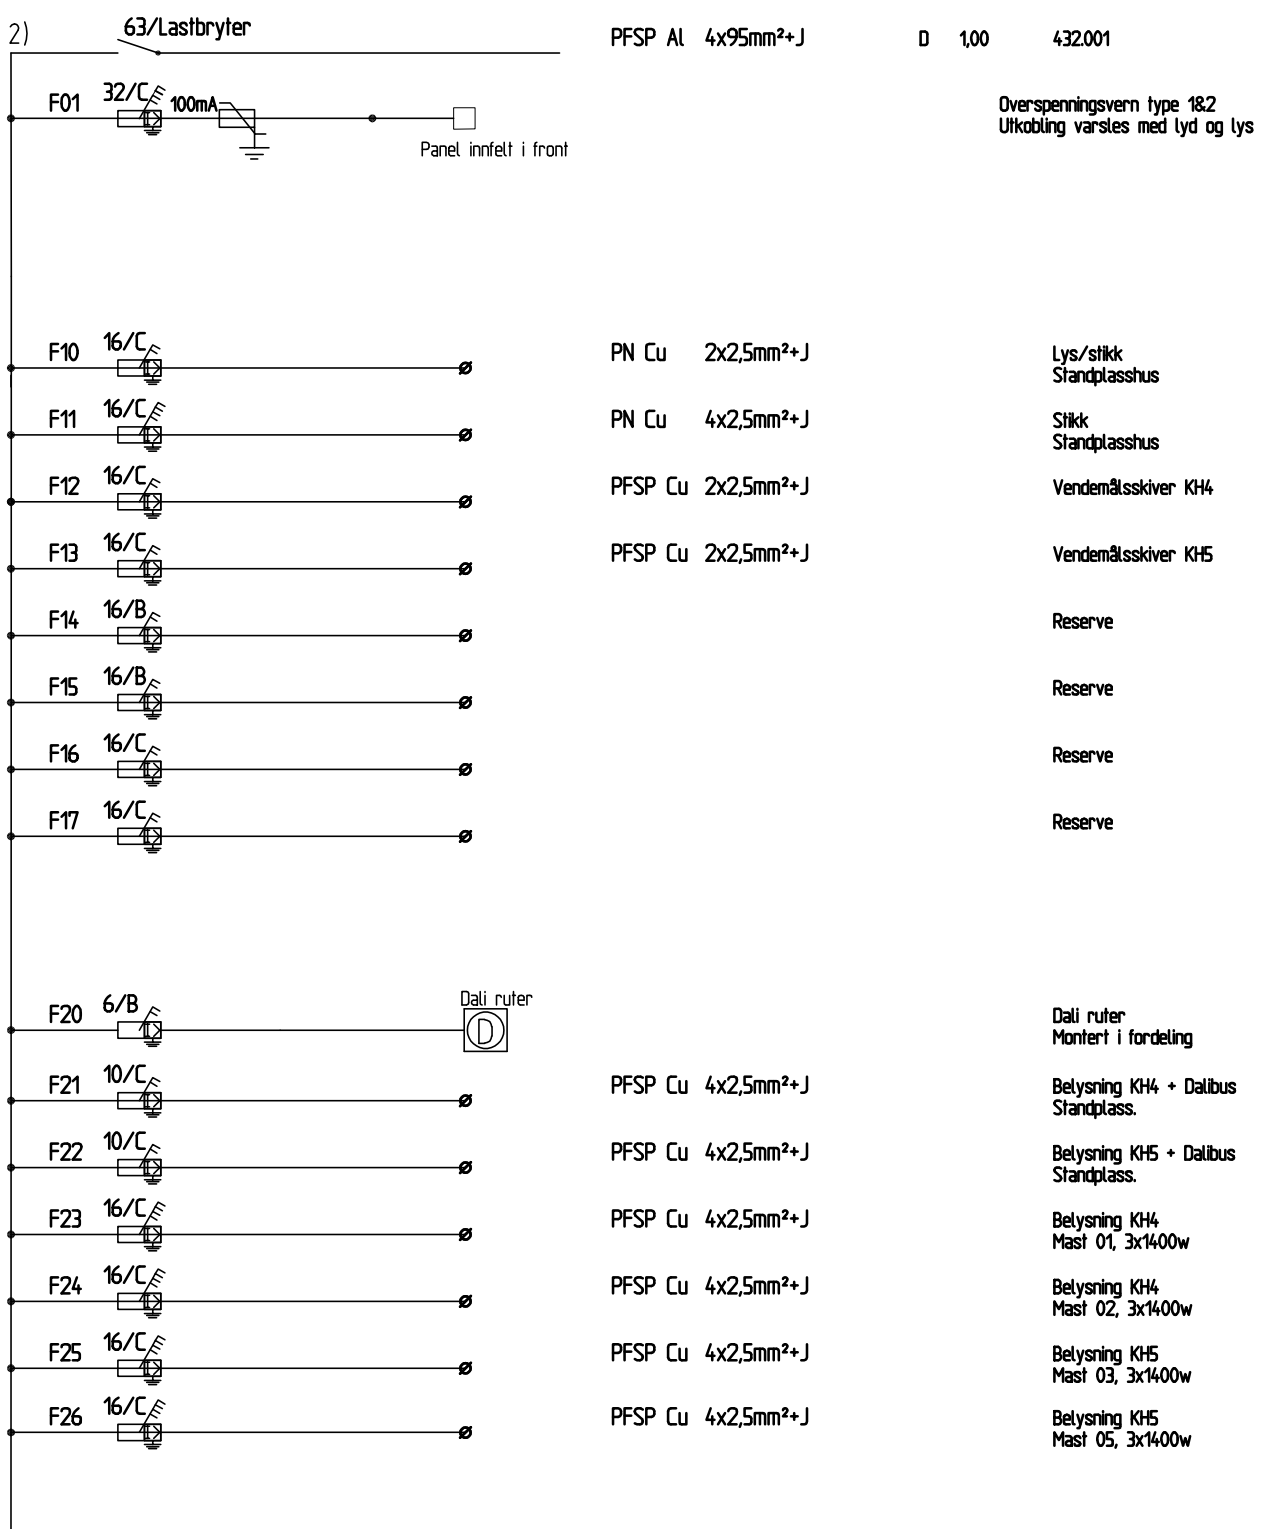 2) 63/Lastbryter PFSP Al 4x95mm²+J D 1,00 432.001
F01 32/C 100mA Overspenningsvern type 1&2
Utkobling varsles med lyd og lys
Panel innfelt i front
F10 16/C PN Cu 2x2,5mm²+J Lys/stikk
Standplasshus
F11 16/C PN Cu 4x2,5mm²+J Stikk
Standplasshus
F12 16/C PFSP Cu 2x2,5mm²+J Vendemålsskiver KH4
F13 16/C PFSP Cu 2x2,5mm²+J Vendemålsskiver KH5
F14 16/B Reserve
F15 16/B Reserve
F16 16/C Reserve
F17 16/C Reserve
Dali ruter
F20 6/B D Dali ruter
Montert i fordeling
F21 10/C PFSP Cu 4x2,5mm²+J Belysning KH4 + Dalibus
Standplass.
F22 10/C PFSP Cu 4x2,5mm²+J Belysning KH5 + Dalibus
Standplass.
F23 16/C PFSP Cu 4x2,5mm²+J Belysning KH4
Mast 01, 3x1400w
F24 16/C PFSP Cu 4x2,5mm²+J Belysning KH4
Mast 02, 3x1400w
F25 16/C PFSP Cu 4x2,5mm²+J Belysning KH5
Mast 03, 3x1400w
F26 16/C PFSP Cu 4x2,5mm²+J Belysning KH5
Mast 05, 3x1400w